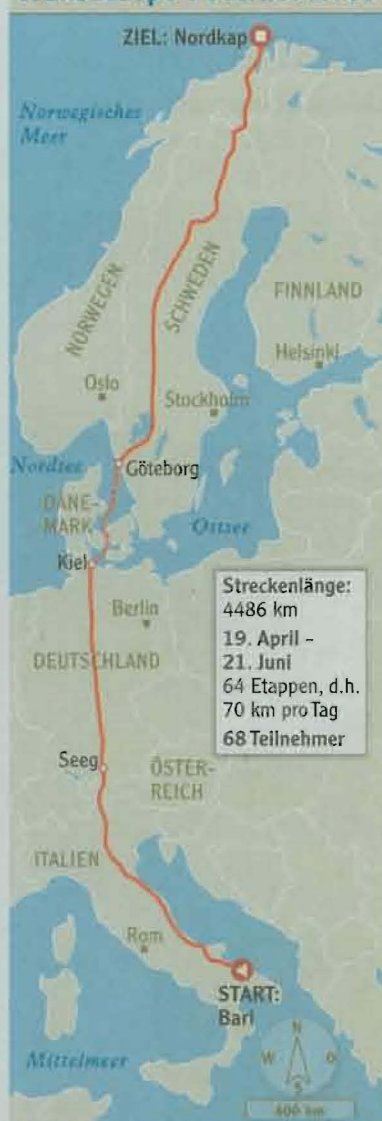 ZIEL: Nordkap
Norwegisches
Meer
NORWEGEN
SCHWEDEN
FINNLAND
Helsinki
Oslo
Stockholm
Nordsee
Göteborg
DÄNE-
MARK
Ostsee
Kiel
Berlin
DEUTSCHLAND
Streckenlänge:
4486 km
19. April –
21. Juni
64 Etappen, d.h.
70 km pro Tag
68 Teilnehmer
Seeg
ÖSTER-
REICH
ITALIEN
Rom
START:
Bari
Mittelmeer
N
W O
S
400 km